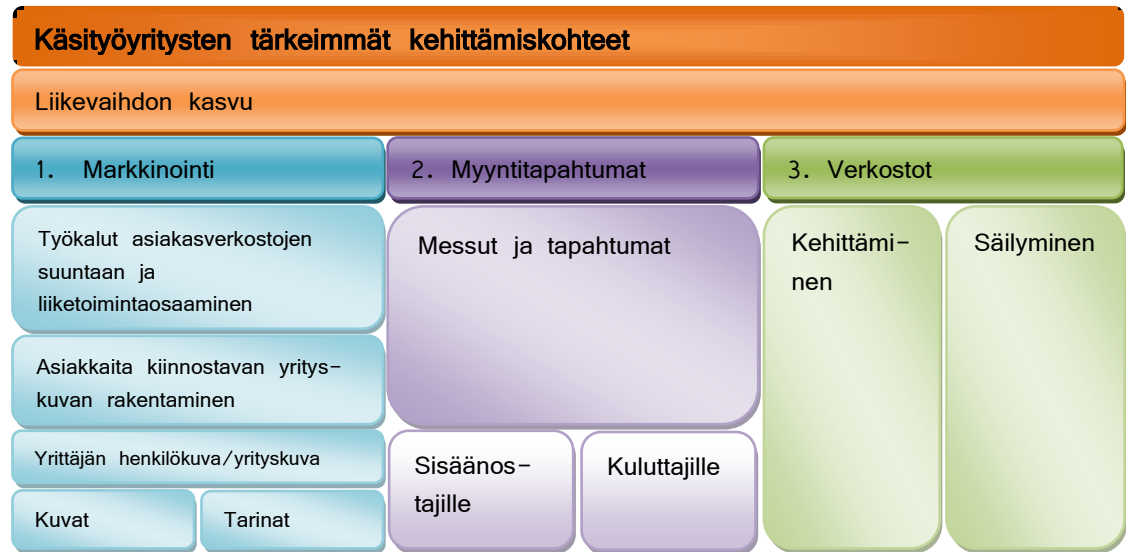 Käsityöyritysten tärkeimmät kehittämiskohteet
Liikevaihdon kasvu
1. Markkinointi
2. Myyntitapahtumat
3. Verkostot
Työkalut asiakasverkostojen
suuntaan ja
liiketoimintaosaaminen
Asiakkaita kiinnostavan yritys-
kuvan rakentaminen
Yrittäjän henkilökuva/yrityskuva
Kuvat
Tarinat
Messut ja tapahtumat
Sisäänos-
tajille
Kuluttajille
Kehittämi-
nen
Säilyminen